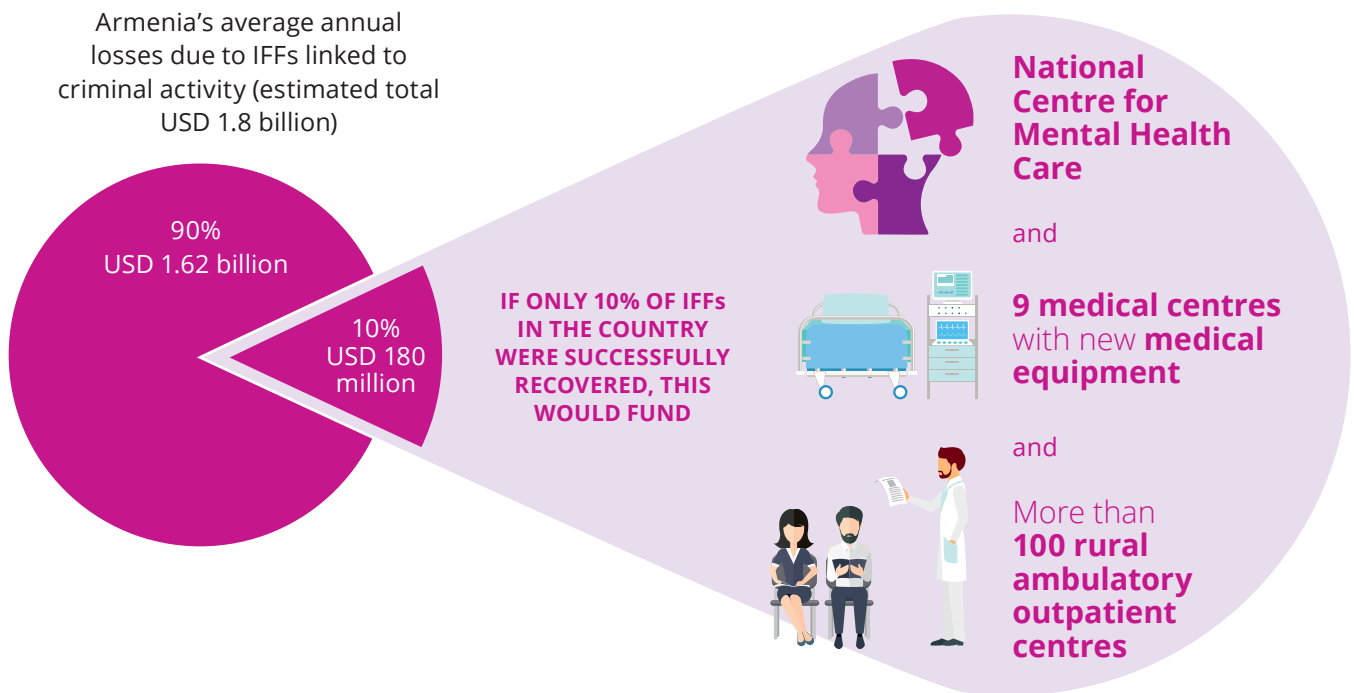 Armenia's average annual
losses due to IFFs linked to
criminal activity (estimated total
USD 1.8 billion)
90%
USD 1.62 billion
10%
USD 180
million
IF ONLY 10% OF IFFs
IN THE COUNTRY
WERE SUCCESSFULLY
RECOVERED, THIS
WOULD FUND
National
Centre for
Mental Health
Care
and
9 medical centres
with new medical
equipment
and
More than
100 rural
ambulatory
outpatient
centres